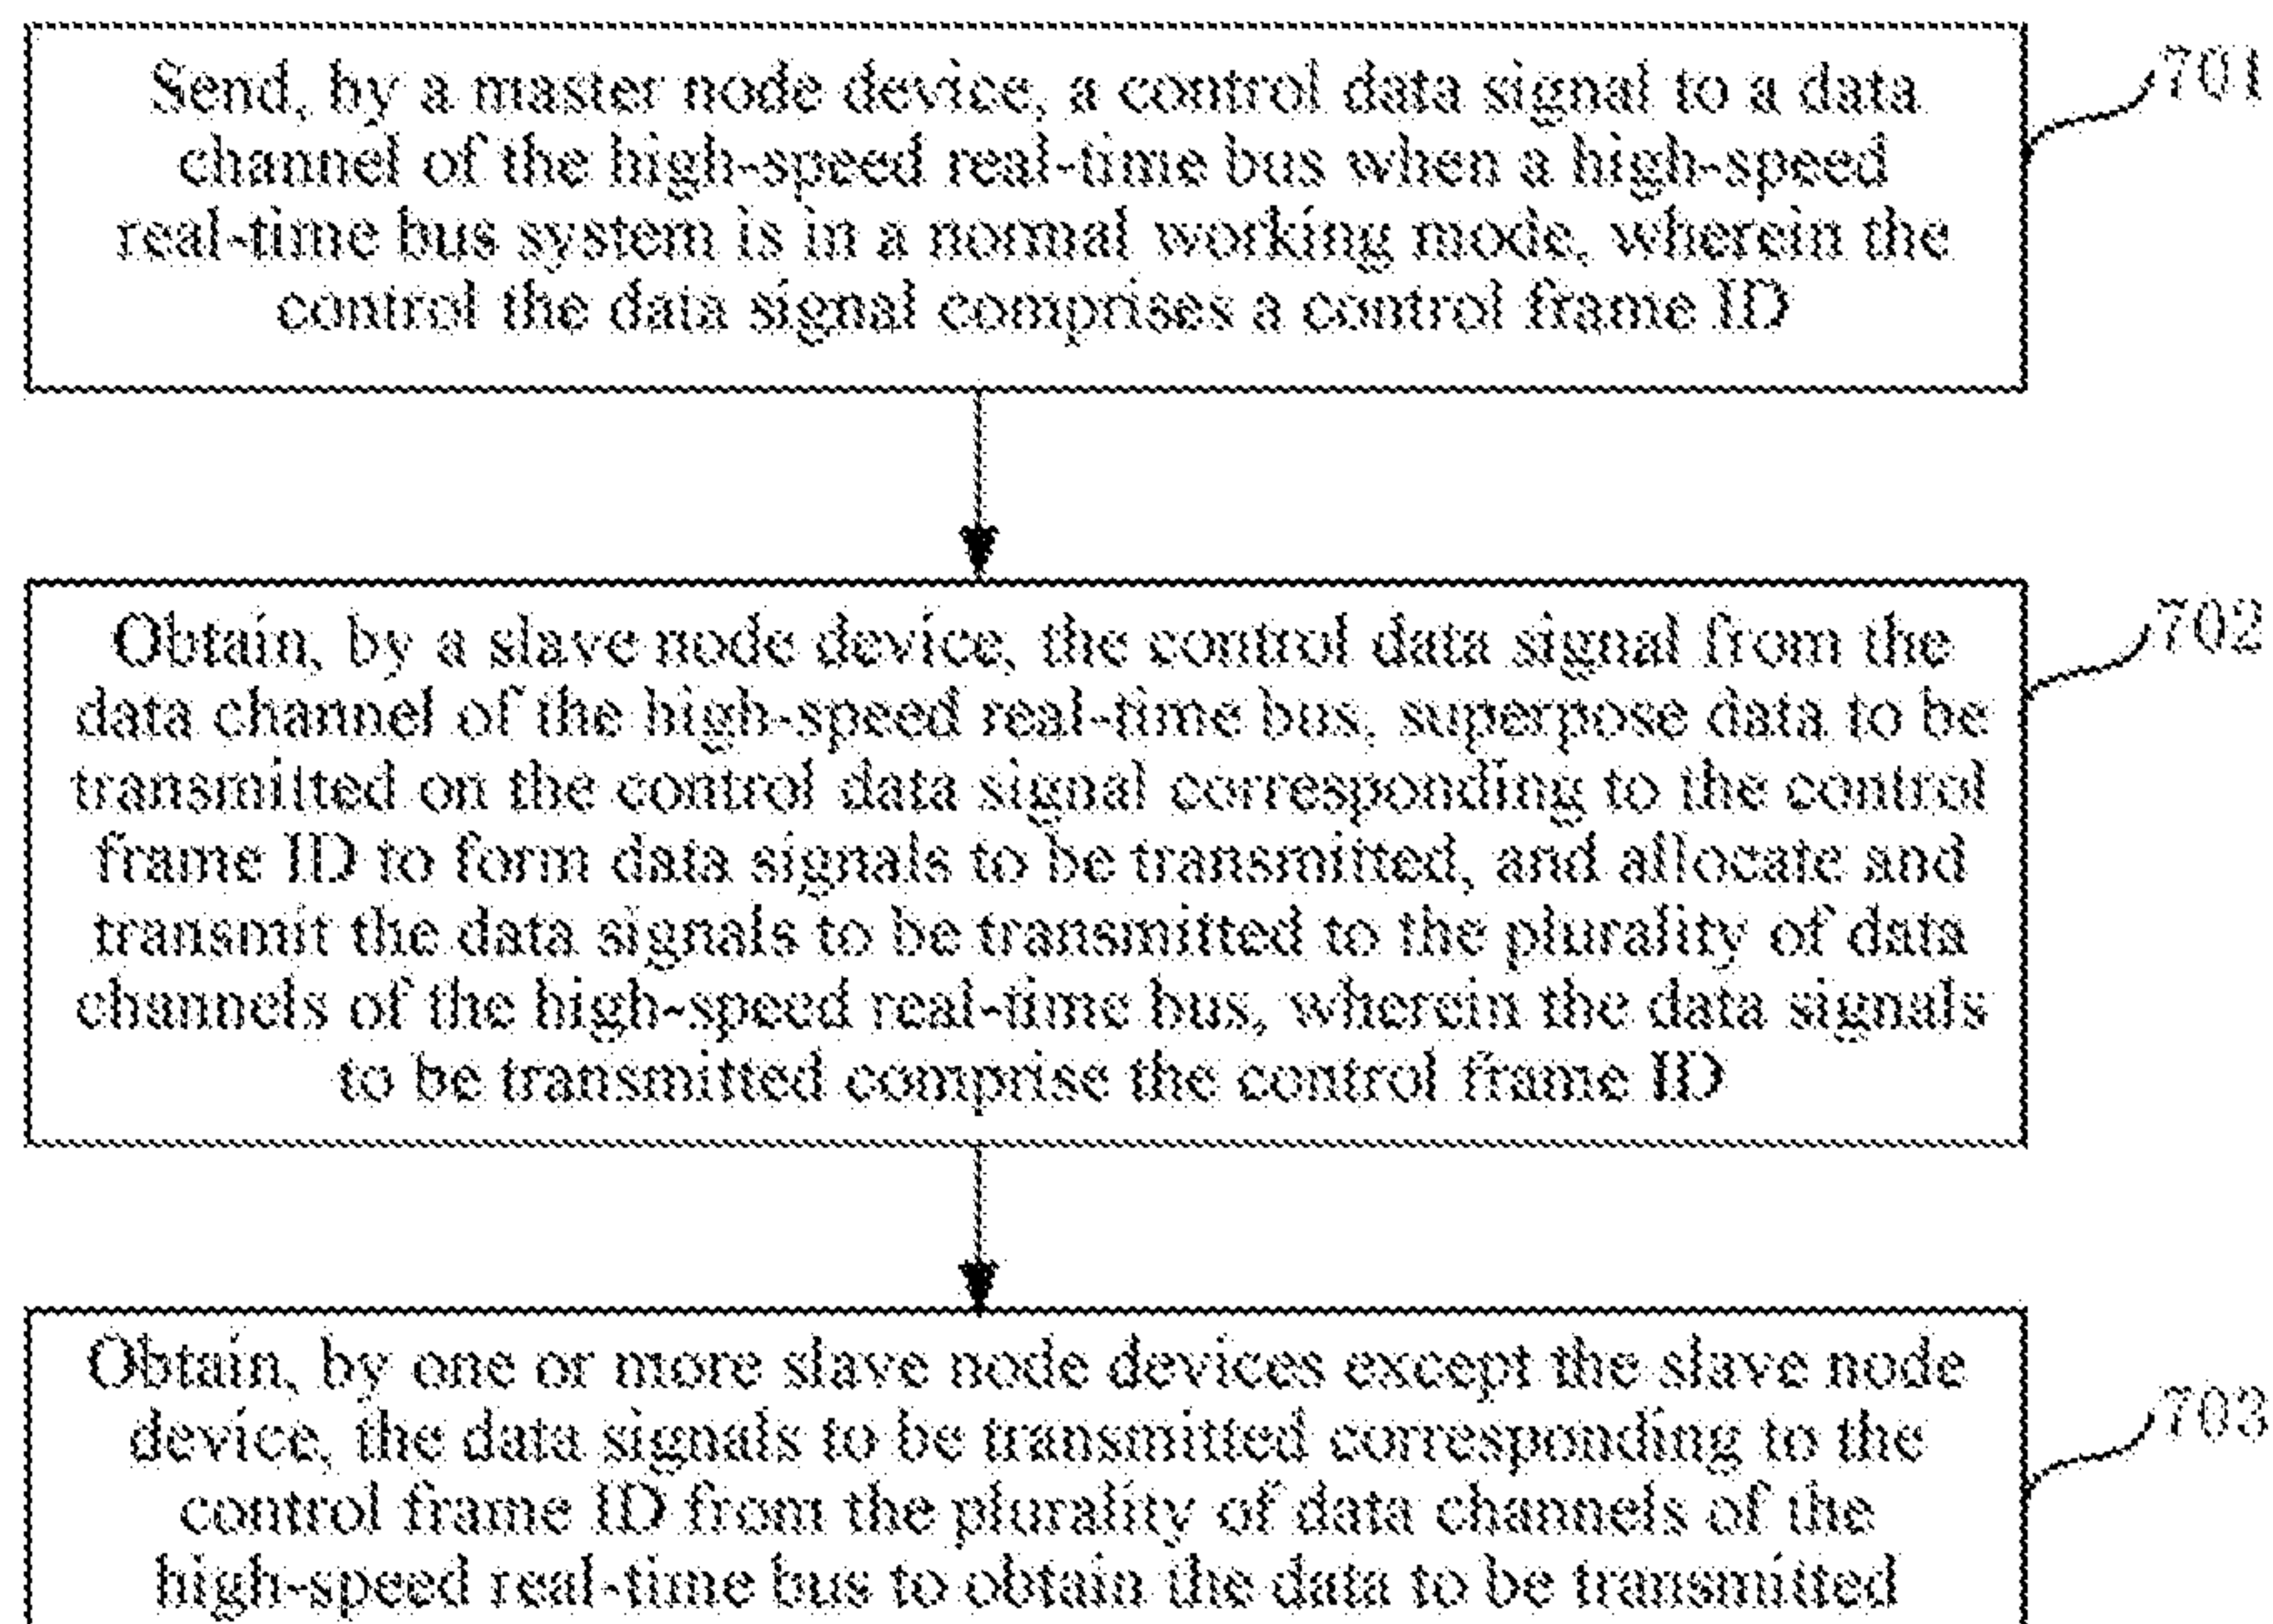 Send, by a master node device, a control data signal to a data
channel of the high-speed real-time bus when a high-speed
real-time bus system is in a normal working mode, wherein the
control the data signal comprises a control frame ID
701
Obtain, by a slave node device, the control data signal from the
data channel of the high-speed real-time bus, superpose data to be
transmitted on the control data signal corresponding to the control
frame ID to form data signals to be transmitted, and allocate and
transmit the data signals to be transmitted to the plurality of data
channels of the high-speed real-time bus, wherein the data signals
to be transmitted comprise the control frame ID
702
Obtain, by one or more slave node devices except the slave node
device, the data signals to be transmitted corresponding to the
control frame ID from the plurality of data channels of the
high-speed real-time bus to obtain the data to be transmitted
703